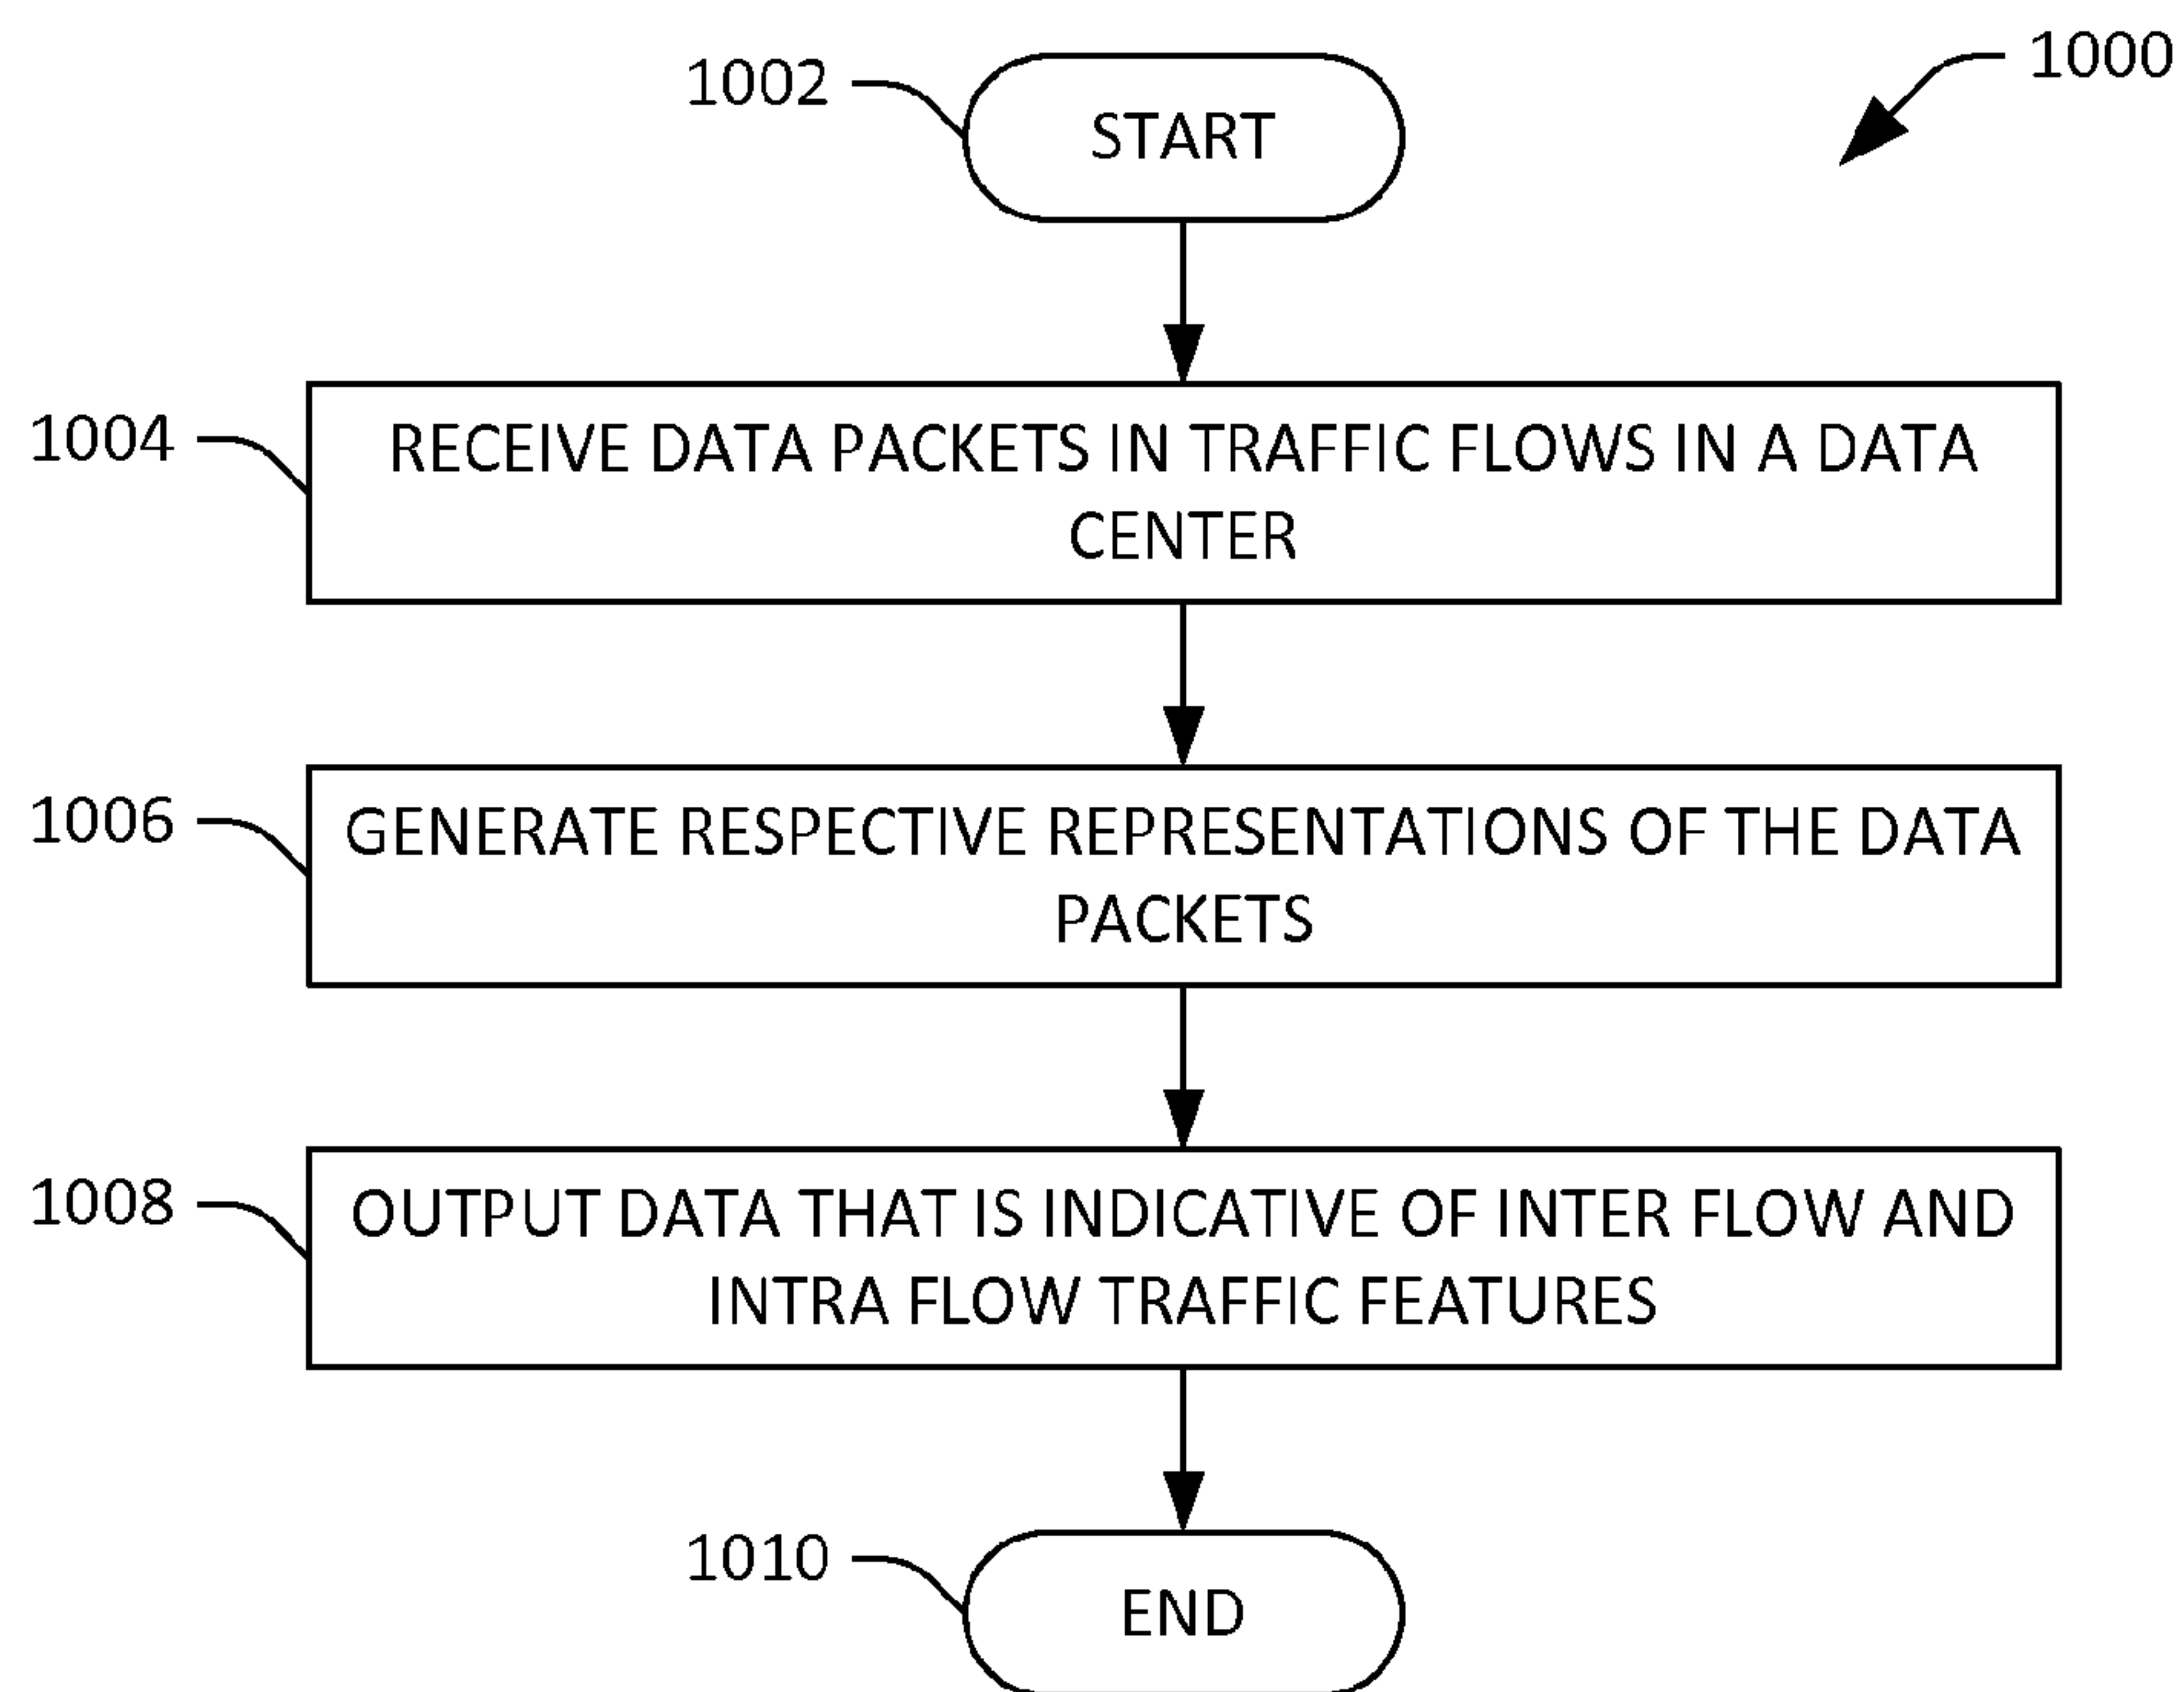 1000
1002
START
1004
RECEIVE DATA PACKETS IN TRAFFIC FLOWS IN A DATA
CENTER
1006
GENERATE RESPECTIVE REPRESENTATIONS OF THE DATA
PACKETS
1008
OUTPUT DATA THAT IS INDICATIVE OF INTER FLOW AND
INTRA FLOW TRAFFIC FEATURES
1010
END